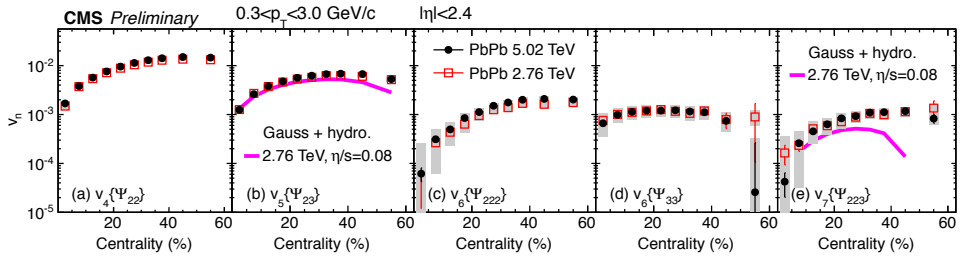 CMS Preliminary 0.3<p_T<3.0 GeV/c |η|<2.4
v_n
10^-2
10^-3
10^-4
10^-5
(a) v_4{Ψ_22}
20 40 60
Centrality (%)
Gauss + hydro.
2.76 TeV, η/s=0.08
(b) v_5{Ψ_23}
20 40 60
Centrality (%)
PbPb 5.02 TeV
PbPb 2.76 TeV
(c) v_6{Ψ_222}
20 40 60
Centrality (%)
(d) v_6{Ψ_33}
20 40 60
Centrality (%)
Gauss + hydro.
2.76 TeV, η/s=0.08
(e) v_7{Ψ_223}
20 40 60
Centrality (%)